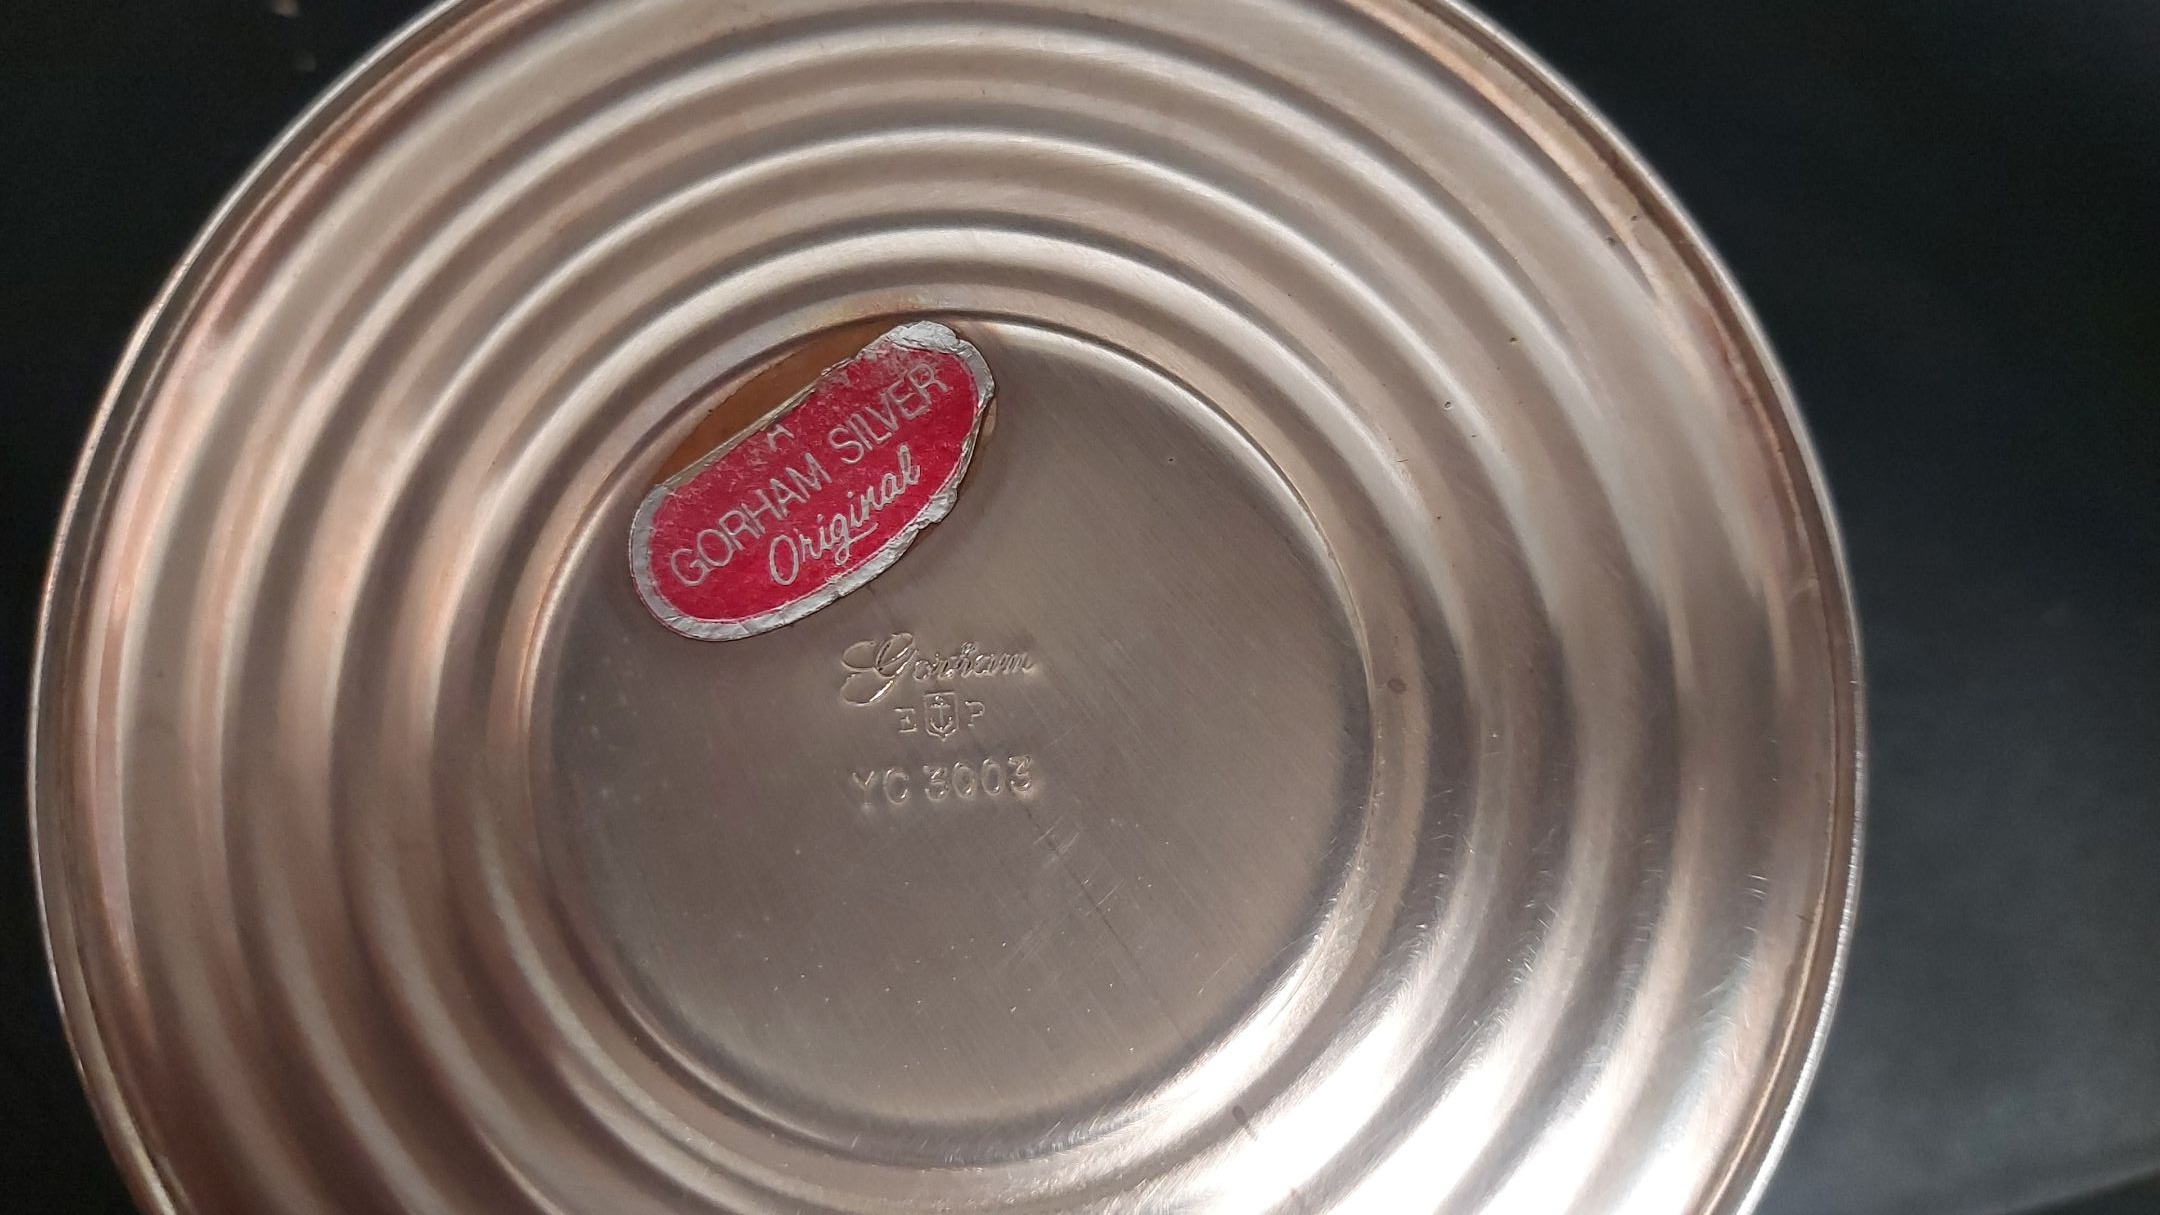 A
GORHAM SILVER
Original
Gorham
E P
YC 3003